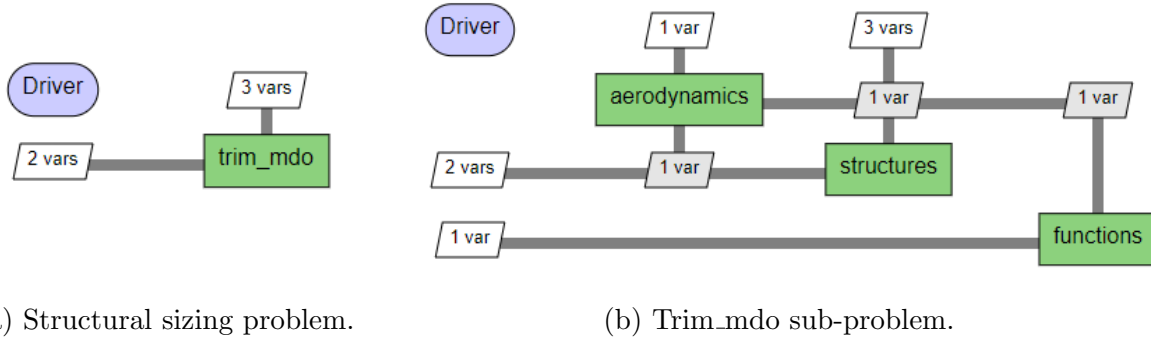 Driver
3 vars
2 vars
trim_mdo
) Structural sizing problem.
Driver
1 var
3 vars
aerodynamics
1 var
1 var
2 vars
1 var
structures
1 var
functions
(b) Trim_mdo sub-problem.